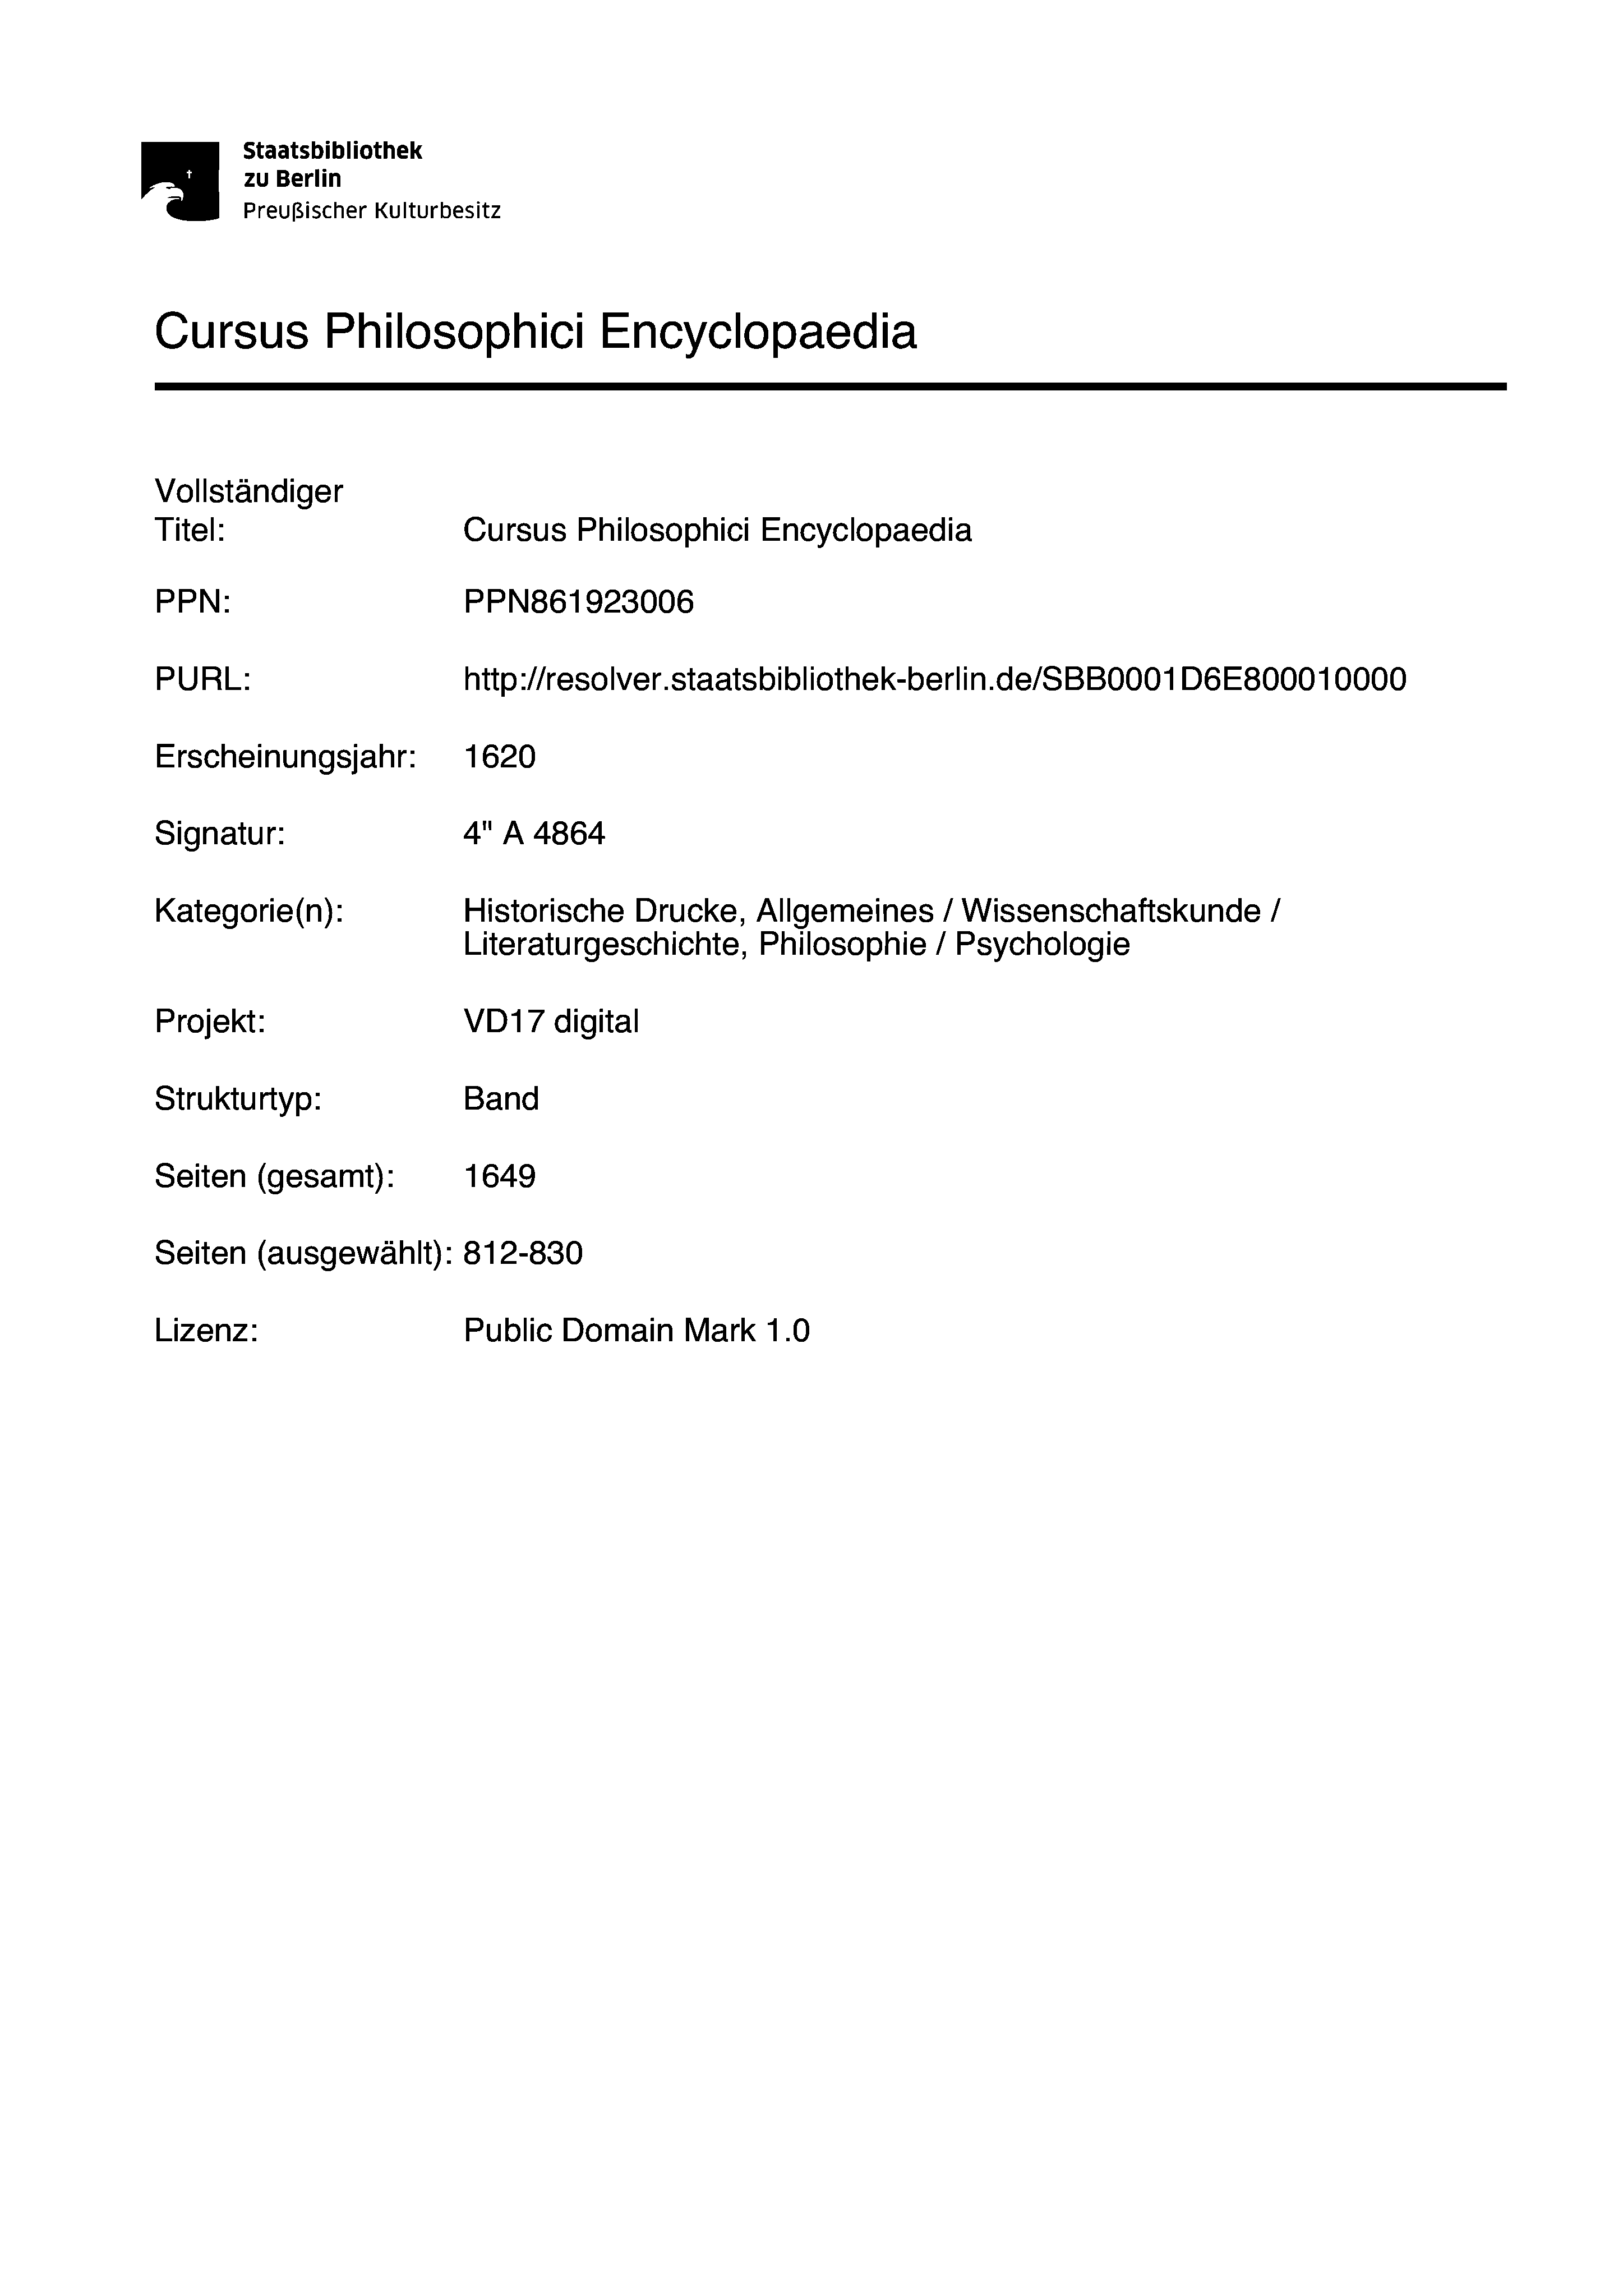 Staatsbibliothek
zu Berlin
Preußischer Kulturbesitz
Cursus Philosophici Encyclopaedia
Vollständiger
Titel: Cursus Philosophici Encyclopaedia
PPN: PPN861923006
PURL: http://resolver.staatsbibliothek-berlin.de/SBB0001D6E800010000
Erscheinungsjahr: 1620
Signatur: 4" A 4864
Kategorie(n): Historische Drucke, Allgemeines / Wissenschaftskunde /
Literaturgeschichte, Philosophie / Psychologie
Projekt: VD17 digital
Strukturtyp: Band
Seiten (gesamt): 1649
Seiten (ausgewählt): 812-830
Lizenz: Public Domain Mark 1.0